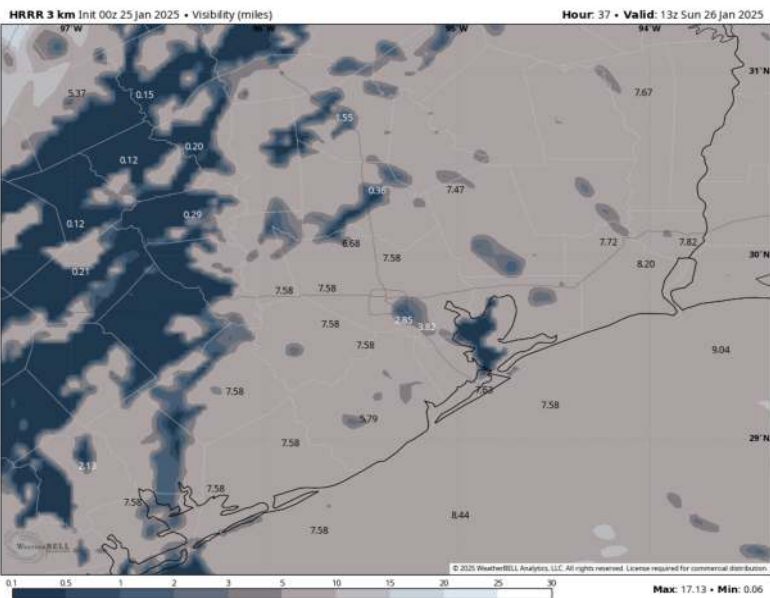 HRRR 3 km Init 00z 25 Jan 2025 • Visibility (miles) Hour: 37 • Valid: 13z Sun 26 Jan 2025
97°W 96°W 95°W 94°W
31°N
5.37 0.15 7.67
1.55
0.20
0.12
0.36 7.47
0.29
0.12
6.68 7.72 7.82
30°N
7.58 8.20
0.21
7.58 7.58
7.58 2.85 3.82
7.58 9.04
7.58 7.63
7.58
5.79
29°N
7.58
2.13
7.58 7.58
8.44
7.58
WeatherBELL
© 2025 WeatherBELL Analytics, LLC. All rights reserved. License required for commercial distribution.
0.1 0.5 1 2 3 5 10 15 20 25 30
Max: 17.13 • Min: 0.06